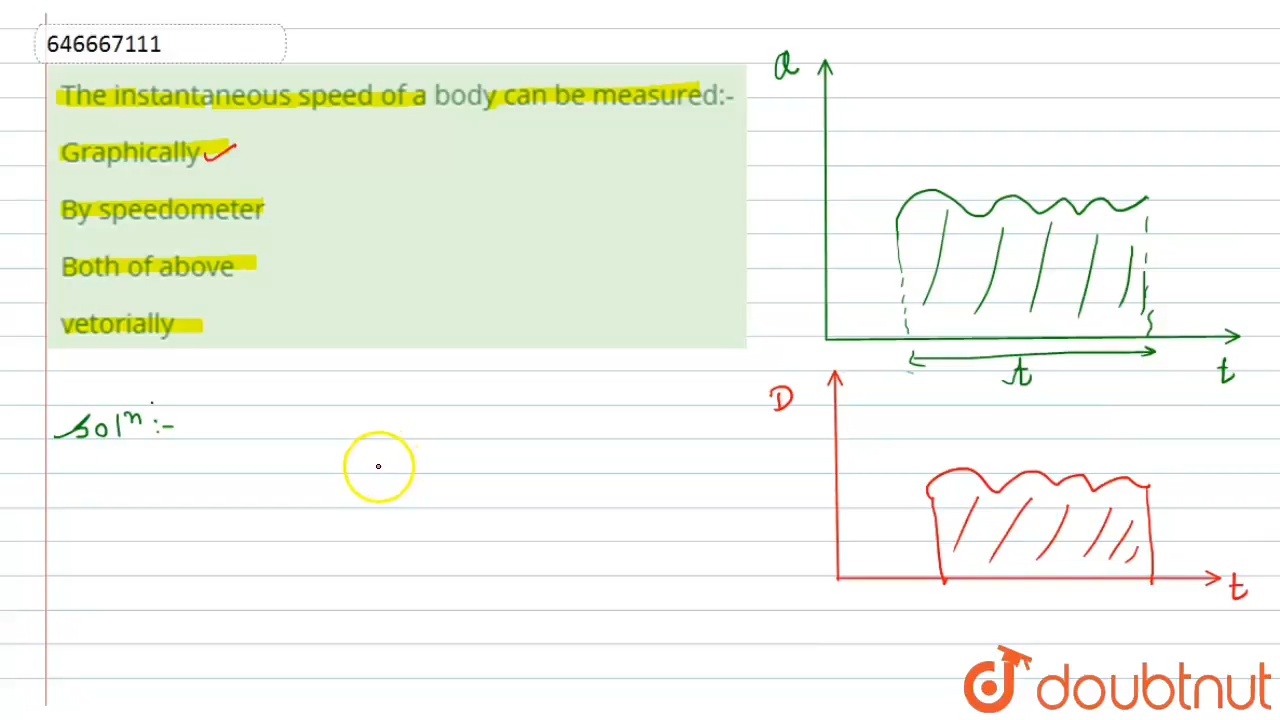 646667111
The instantaneous speed of a body can be measured:-
Graphically
By speedometer
Both of above
vetorially
Solⁿ :-
a
t
t
D
t
doubtnut